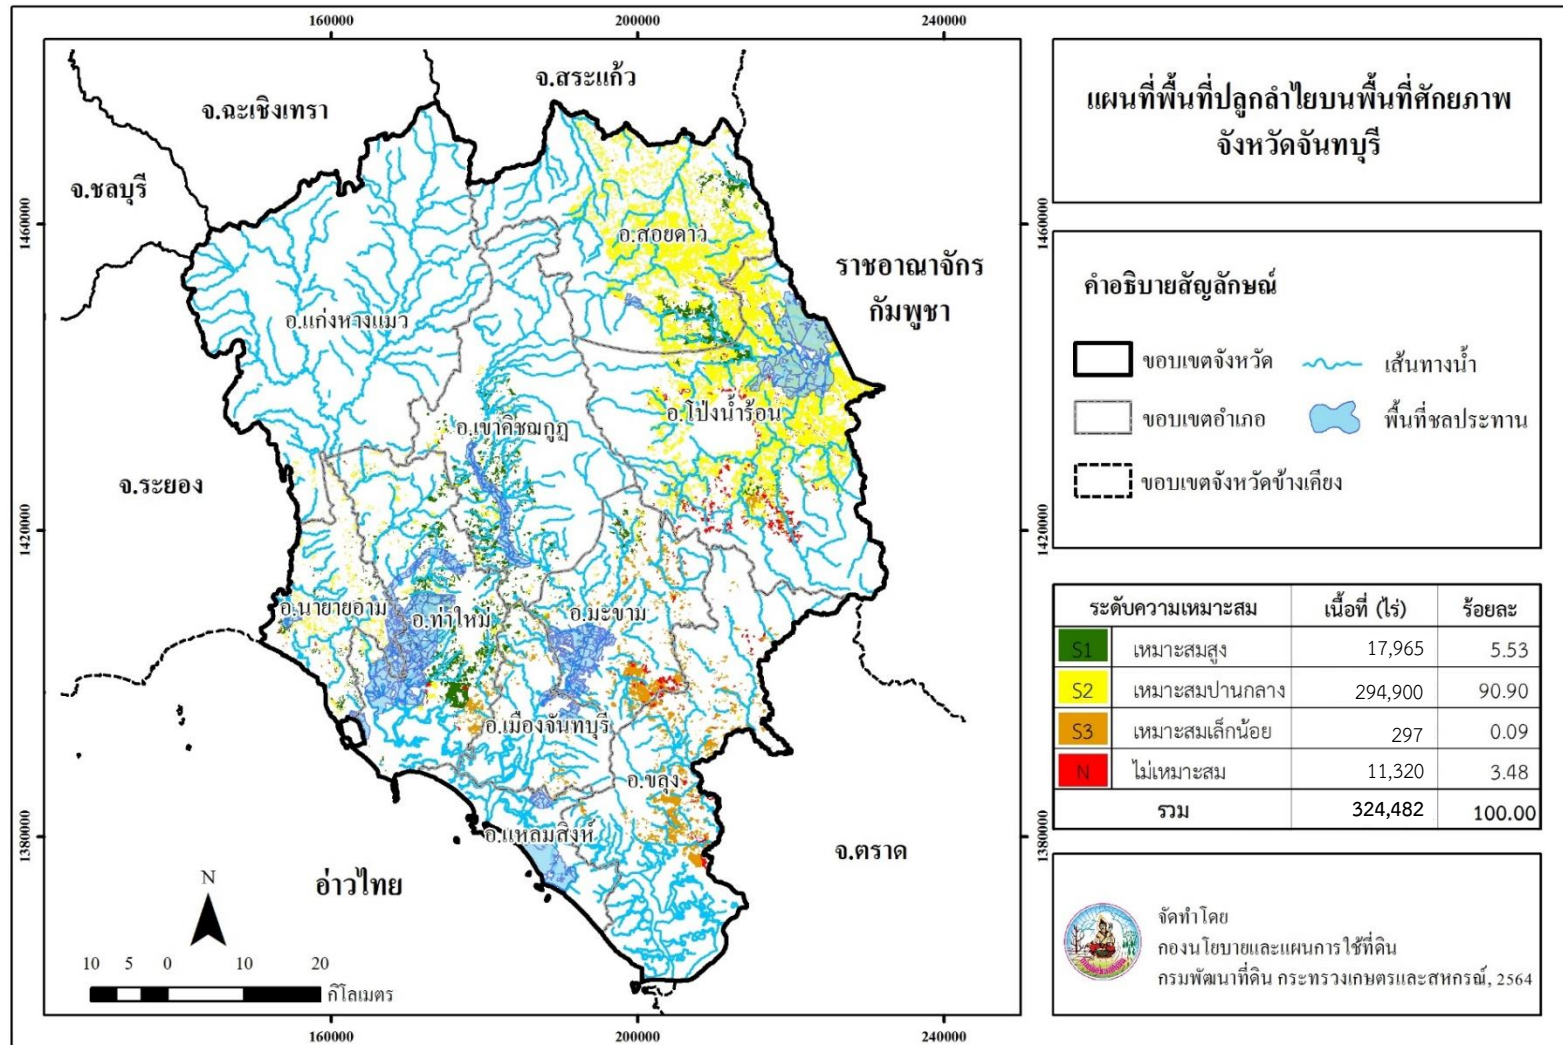 160000 200000 240000
จ.สระแก้ว
จ.ฉะเชิงเทรา
จ.ชลบุรี
1460000 1460000
อ.สอยดาว
ราชอาณาจักร
กัมพูชา
อ.แก่งหางแมว
อ.โป่งน้ำร้อน
อ.เขาคิชฌกูฏ
จ.ระยอง
1420000 1420000
อ.นายายอาม
อ.ท่าใหม่
อ.มะขาม
อ.เมืองจันทบุรี
อ.ขลุง
อ.แหลมสิงห์
1380000 1380000
จ.ตราด
อ่าวไทย
N
10 5 0 10 20
กิโลเมตร
160000 200000 240000
แผนที่พื้นที่ปลูกลำไยบนพื้นที่ศักยภาพ
จังหวัดจันทบุรี
คำอธิบายสัญลักษณ์
ขอบเขตจังหวัด เส้นทางน้ำ
ขอบเขตอำเภอ พื้นที่ชลประทาน
ขอบเขตจังหวัดข้างเคียง
ระดับความเหมาะสม เนื้อที่ (ไร่) ร้อยละ
S1 เหมาะสมสูง 17,965 5.53
S2 เหมาะสมปานกลาง 294,900 90.90
S3 เหมาะสมเล็กน้อย 297 0.09
N ไม่เหมาะสม 11,320 3.48
รวม 324,482 100.00
จัดทำโดย
กองนโยบายและแผนการใช้ที่ดิน
กรมพัฒนาที่ดิน กระทรวงเกษตรและสหกรณ์, 2564